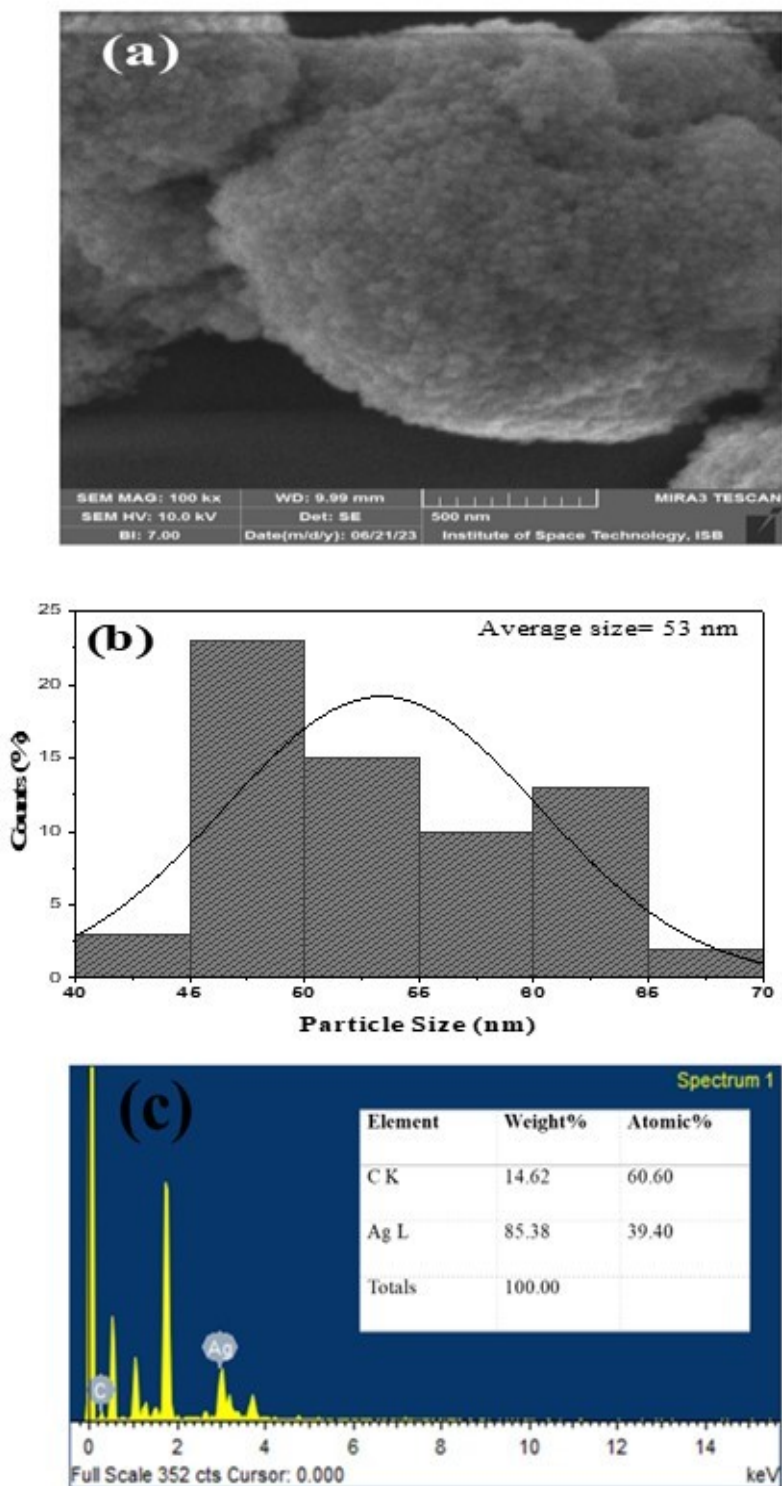 (a)
SEM MAG: 100 kx WD: 9.99 mm MIRA3 TESCAN
SEM HV: 10.0 kV Det: SE 500 nm
BI: 7.00 Date(m/d/y): 06/21/23 Institute of Space Technology, ISB
(b) Average size= 53 nm
25
20
15
10
5
0
Counts (%)
40 45 50 55 60 65 70
Particle Size (nm)
(c) Spectrum 1
Element Weight% Atomic%
C K 14.62 60.60
Ag L 85.38 39.40
Totals 100.00
Ag
C
0 2 4 6 8 10 12 14
Full Scale 352 cts Cursor: 0.000 keV